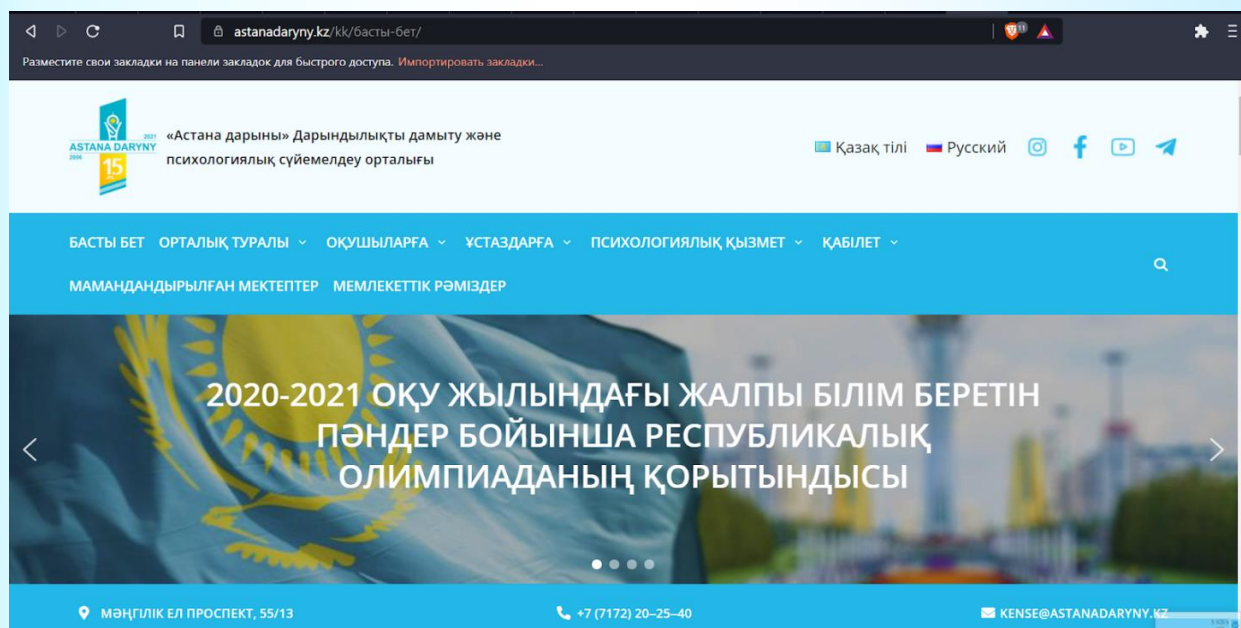 astanadaryny.kz/kk/басты-бет/
11
Разместите свои закладки на панели закладок для быстрого доступа. Импортировать закладки...
2021
ASTANA DARYNY
2006
15
«Астана дарыны» Дарындылықты дамыту және
психологиялық сүйемелдеу орталығы
Қазақ тілі Русский
БАСТЫ БЕТ ОРТАЛЫҚ ТУРАЛЫ ОҚУШЫЛАРҒА ҰСТАЗДАРҒА ПСИХОЛОГИЯЛЫҚ ҚЫЗМЕТ ҚАБІЛЕТ
МАМАНДАНДЫРЫЛҒАН МЕКТЕПТЕР МЕМЛЕКЕТТІК РӘМІЗДЕР
2020-2021 ОҚУ ЖЫЛЫНДАҒЫ ЖАЛПЫ БІЛІМ БЕРЕТІН
ПӘНДЕР БОЙЫНША РЕСПУБЛИКАЛЫҚ
ОЛИМПИАДАНЫҢ ҚОРЫТЫНДЫСЫ
МӘҢГІЛІК ЕЛ ПРОСПЕКТ, 55/13 +7 (7172) 20–25–40 KENSE@ASTANADARYNY.KZ